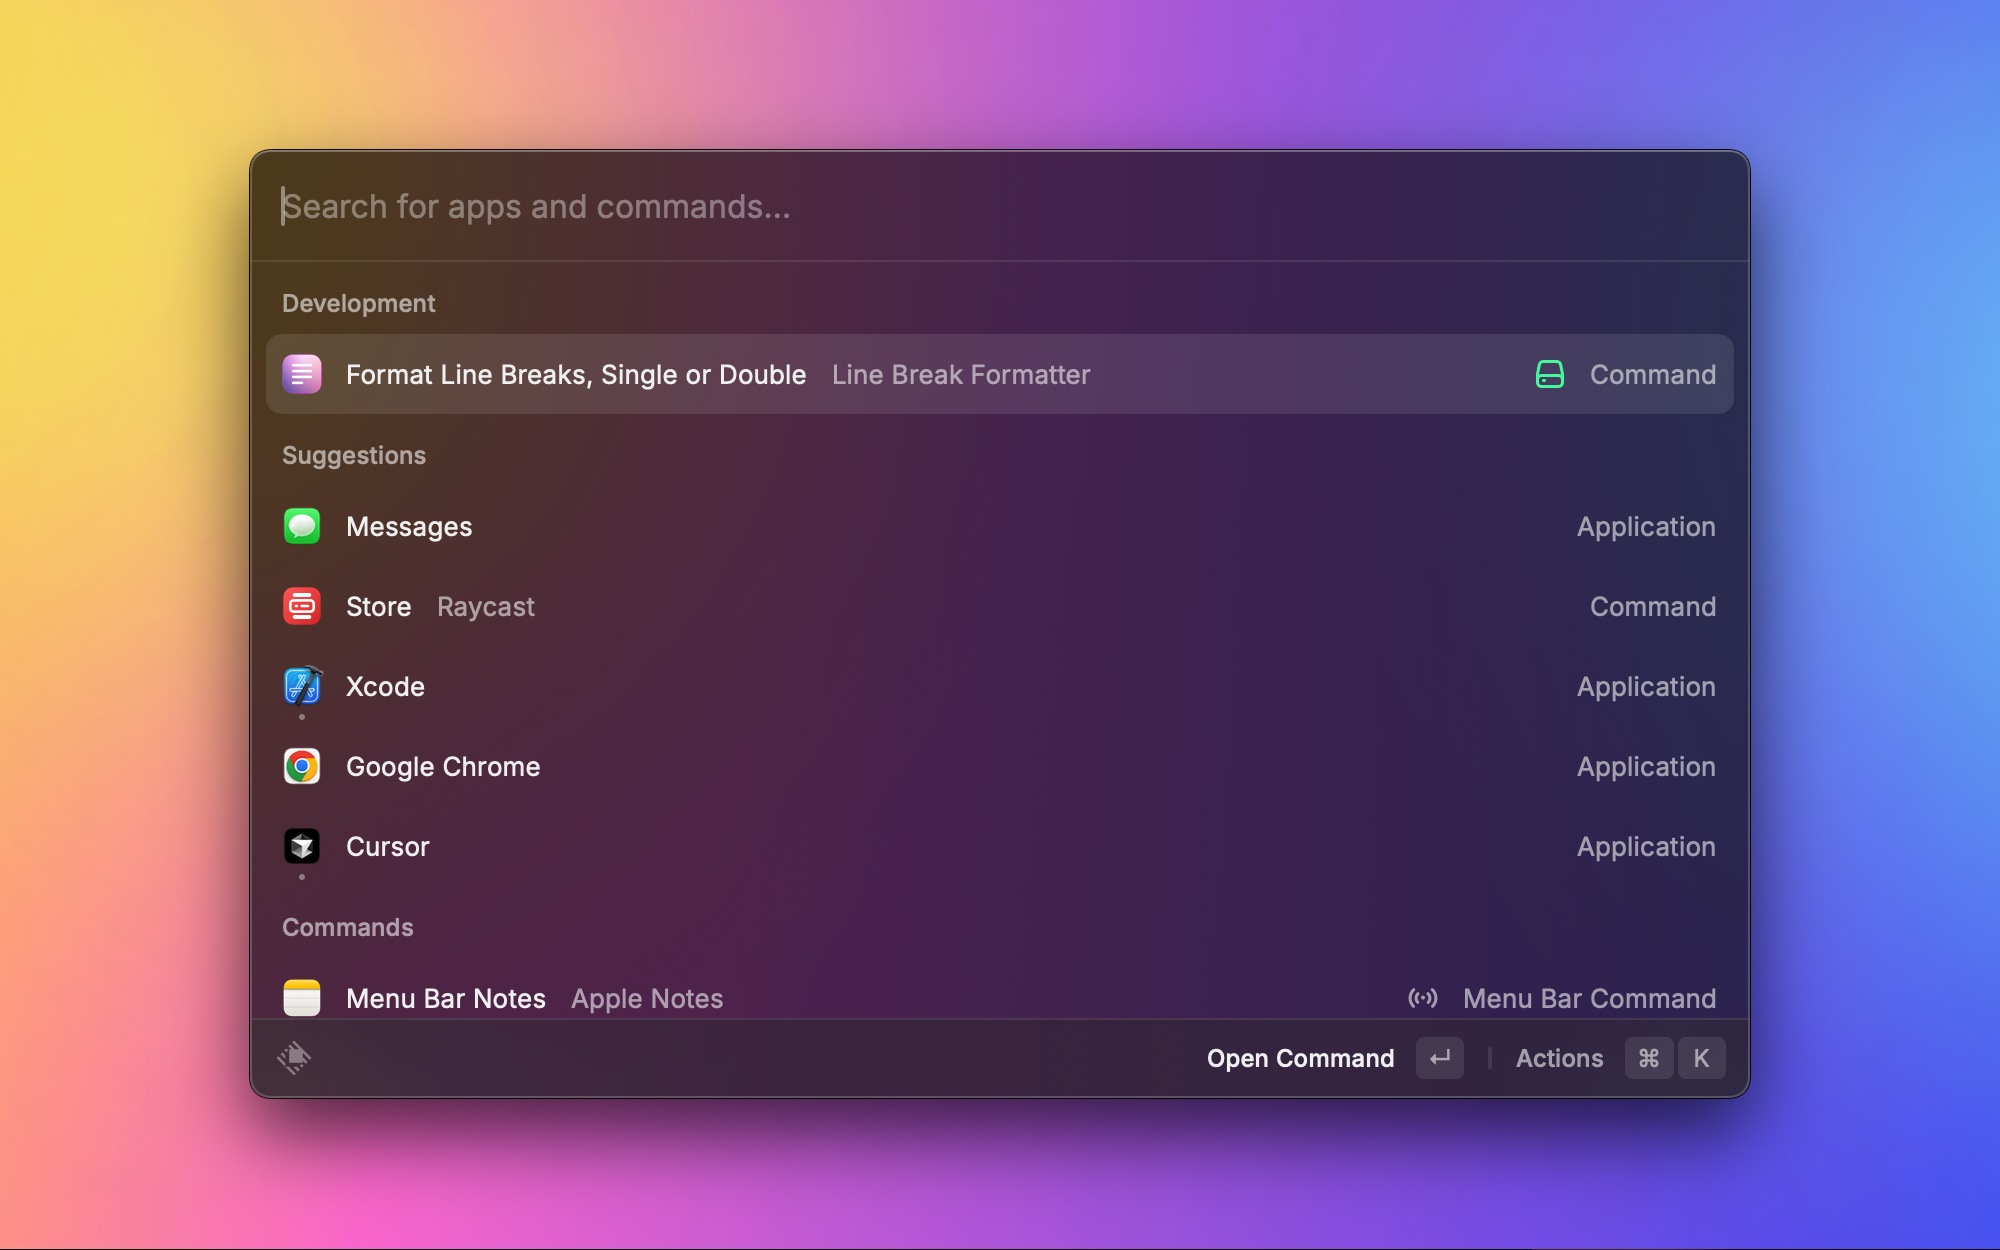 Search for apps and commands...
Development
Format Line Breaks, Single or Double Line Break Formatter Command
Suggestions
Messages Application
Store Raycast Command
Xcode Application
Google Chrome Application
Cursor Application
Commands
Menu Bar Notes Apple Notes Menu Bar Command
Open Command ↵ Actions ⌘ K